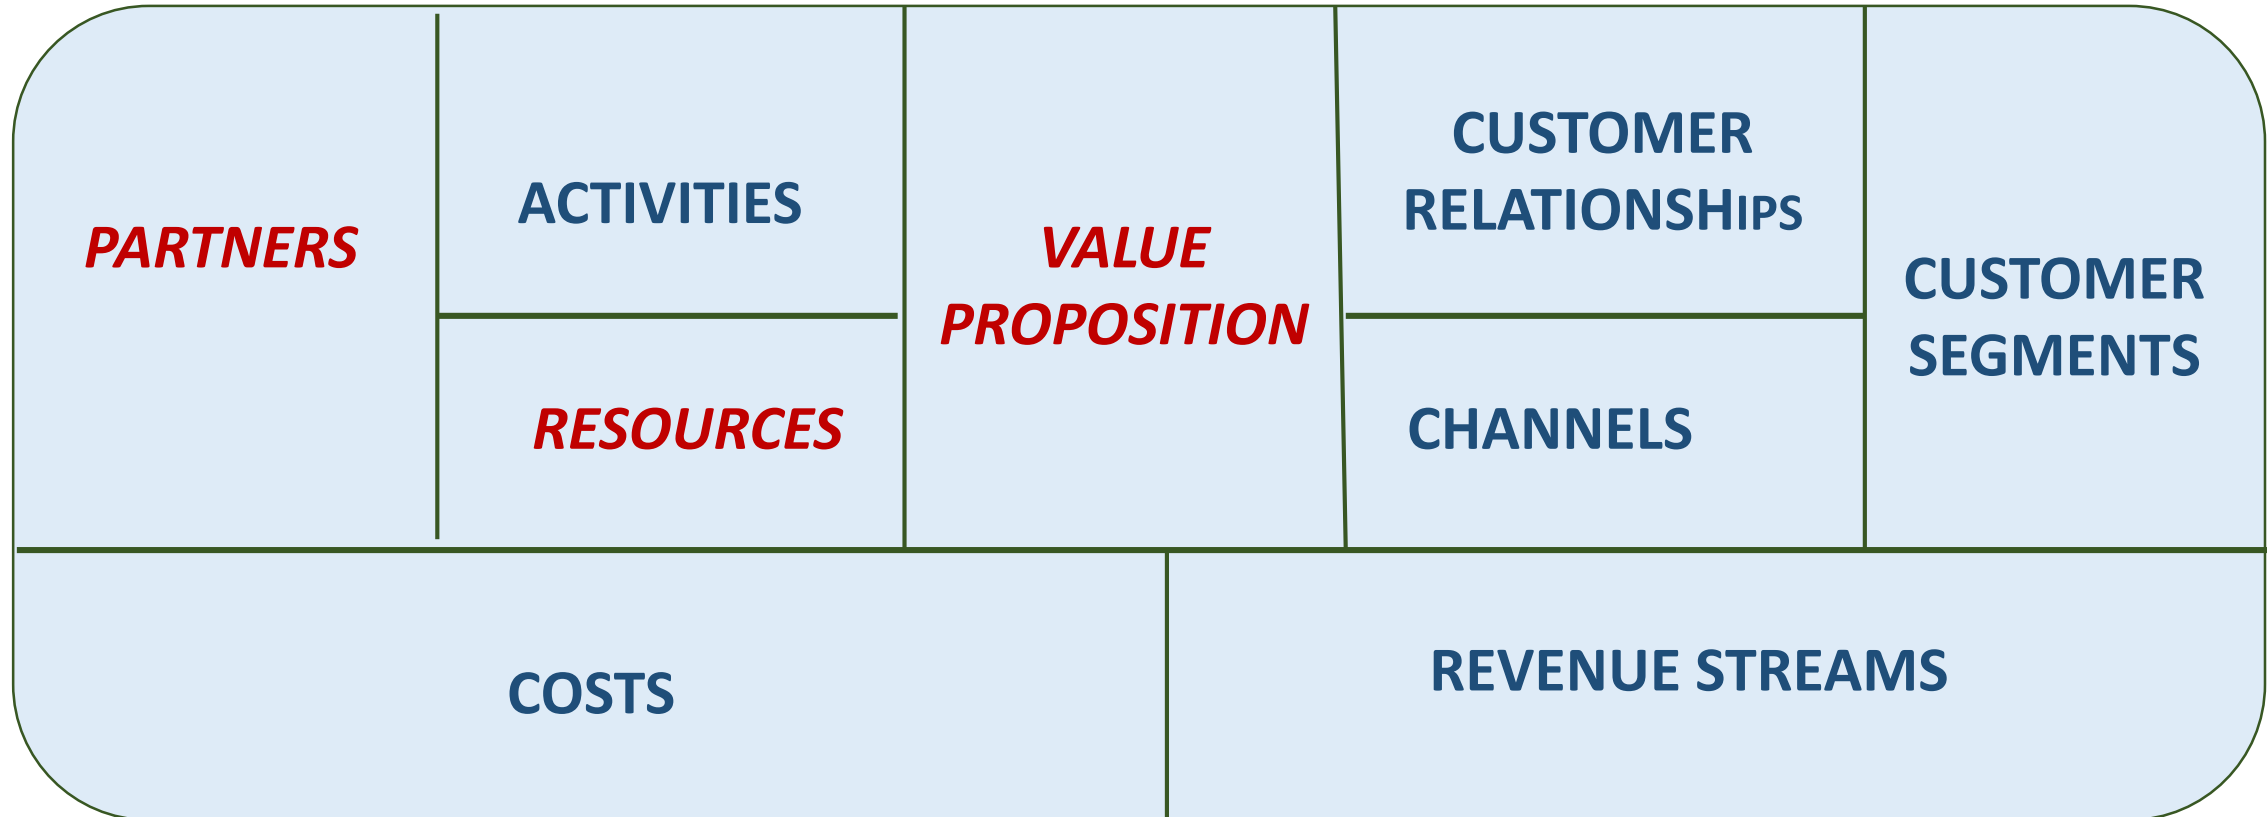 PARTNERS
ACTIVITIES
RESOURCES
VALUE
PROPOSITION
CUSTOMER
RELATIONSHIPS
CHANNELS
CUSTOMER
SEGMENTS
COSTS
REVENUE STREAMS